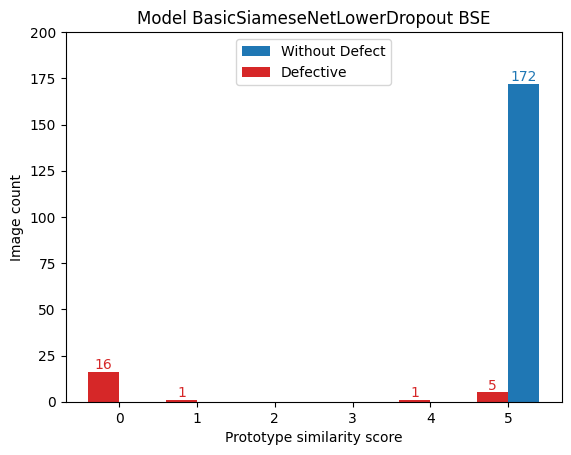 Model BasicSiameseNetLowerDropout BSE
200
175
150
125
100
75
50
25
0
Image count
Without Defect
Defective
172
16
1
1
5
0 1 2 3 4 5
Prototype similarity score